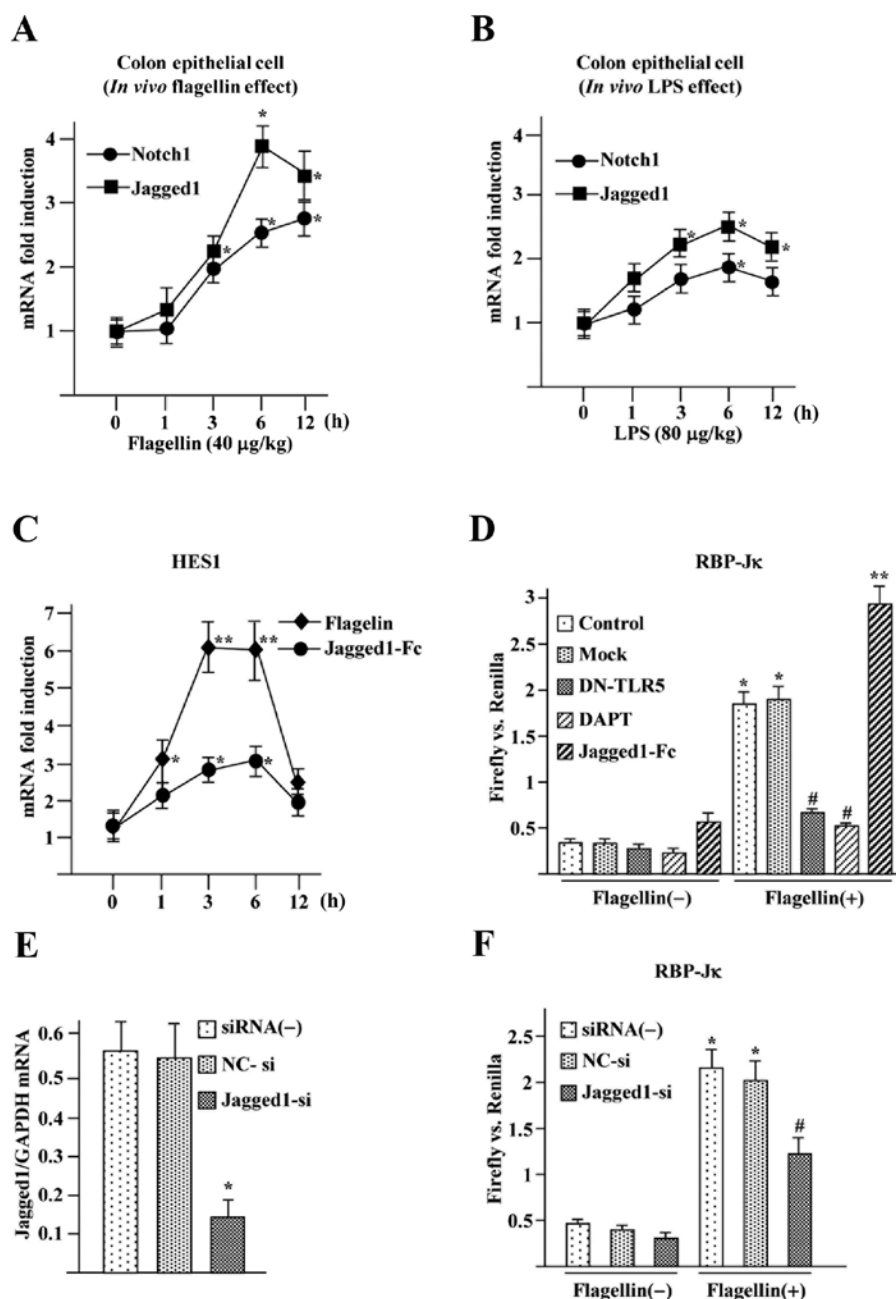 A
Colon epithelial cell
(In vivo flagellin effect)
4
3
2
1
mRNA fold induction
Notch1
Jagged1
*
*
*
*
*
0 1 3 6 12 (h)
Flagellin (40 μg/kg)
B
Colon epithelial cell
(In vivo LPS effect)
4
3
2
1
mRNA fold induction
Notch1
Jagged1
*
*
*
*
0 1 3 6 12 (h)
LPS (80 μg/kg)
C
HES1
7
6
5
4
3
2
1
mRNA fold induction
Flagelin
Jagged1-Fc
**
**
*
*
*
0 1 3 6 12 (h)
D
RBP-Jκ
3
2.5
2
1.5
1
0.5
Firefly vs. Renilla
Control
Mock
DN-TLR5
DAPT
Jagged1-Fc
*
*
#
#
**
Flagellin(−) Flagellin(+)
E
0.6
0.5
0.4
0.3
0.2
0.1
Jagged1/GAPDH mRNA
siRNA(−)
NC- si
Jagged1-si
*
F
RBP-Jκ
2.5
2
1.5
1
0.5
Firefly vs. Renilla
siRNA(−)
NC-si
Jagged1-si
*
*
#
Flagellin(−) Flagellin(+)